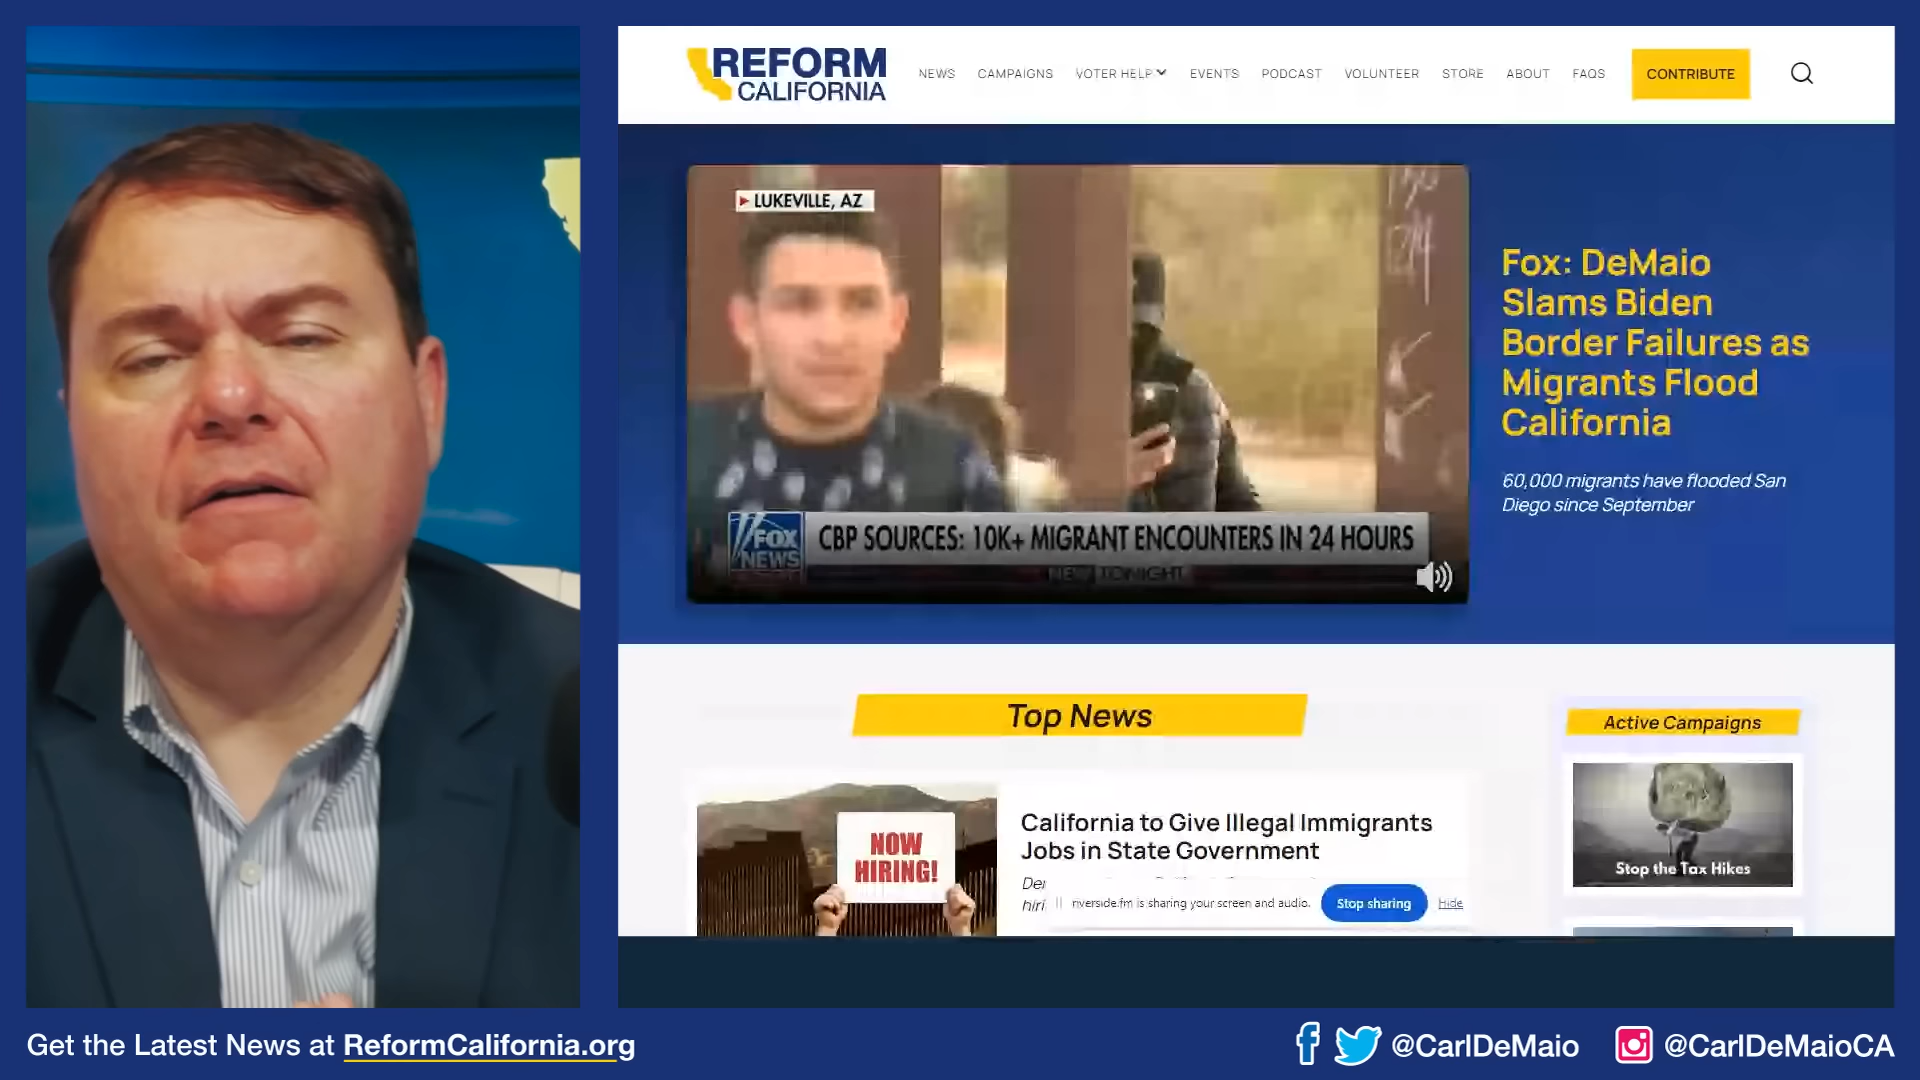 REFORM
CALIFORNIA
NEWS
CAMPAIGNS
VOTER HELP
EVENTS
PODCAST
VOLUNTEER
STORE
ABOUT
FAQS
CONTRIBUTE
LUKEVILLE, AZ
FOX
NEWS
CBP SOURCES: 10K+ MIGRANT ENCOUNTERS IN 24 HOURS
NEW TONIGHT
Fox: DeMaio
Slams Biden
Border Failures as
Migrants Flood
California
60,000 migrants have flooded San
Diego since September
Top News
NOW
HIRING!
California to Give Illegal Immigrants
Jobs in State Government
riverside.fm is sharing your screen and audio.
Stop sharing
Hide
Active Campaigns
Stop the Tax Hikes
Get the Latest News at ReformCalifornia.org
@CarlDeMaio
@CarlDeMaioCA